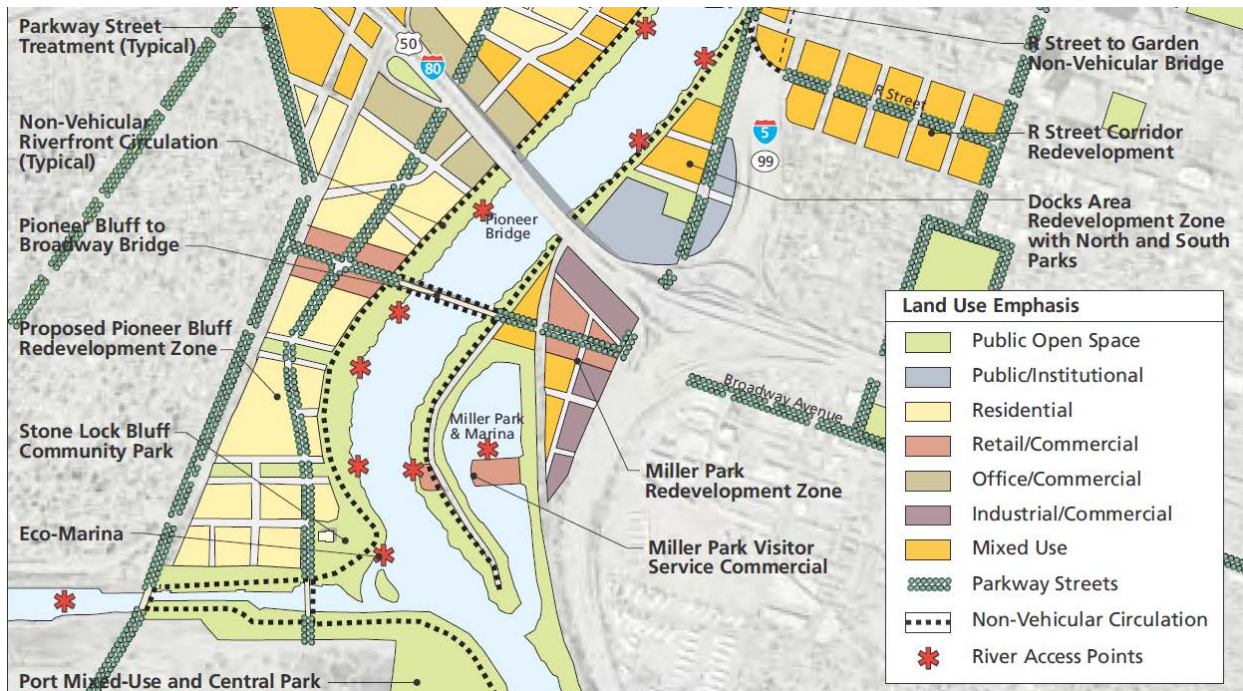 Parkway Street
Treatment (Typical)
Non-Vehicular
Riverfront Circulation
(Typical)
Pioneer Bluff to
Broadway Bridge
Proposed Pioneer Bluff
Redevelopment Zone
Stone Lock Bluff
Community Park
Eco-Marina
Port Mixed-Use and Central Park
50
80
Pioneer
Bridge
Miller Park
& Marina
5
99
R Street
Broadway Avenue
R Street to Garden
Non-Vehicular Bridge
R Street Corridor
Redevelopment
Docks Area
Redevelopment Zone
with North and South
Parks
Miller Park
Redevelopment Zone
Miller Park Visitor
Service Commercial
Land Use Emphasis
Public Open Space
Public/Institutional
Residential
Retail/Commercial
Office/Commercial
Industrial/Commercial
Mixed Use
Parkway Streets
Non-Vehicular Circulation
River Access Points